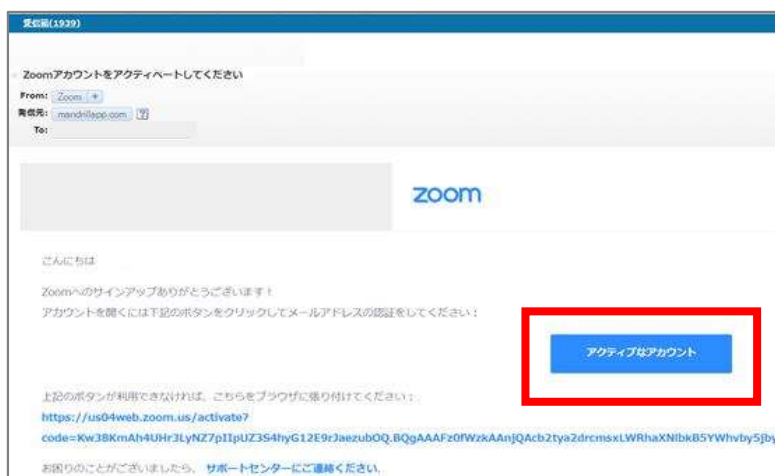 受信箱(1939)
Zoomアカウントをアクティベートしてください
From: Zoom +
発信元: mandrillapp.com ?
To:
zoom
こんにちは
Zoomへのサインアップありがとうございます！
アカウントを開くには下記のボタンをクリックしてメールアドレスの認証をしてください：
アクティブなアカウント
上記のボタンが利用できなければ、こちらをブラウザに張り付けてください：
https://us04web.zoom.us/activate?
code=Kw38KmAh4UHr3LyNZ7pIIpUZ3S4hyG12E9rJaezubOQ.BQgAAAFz0fWzkAAnjQAcb2tya2drcmsxLWRhaXNlbkB5YWhvby5jby
お困りのことがございましたら、サポートセンターにご連絡ください.